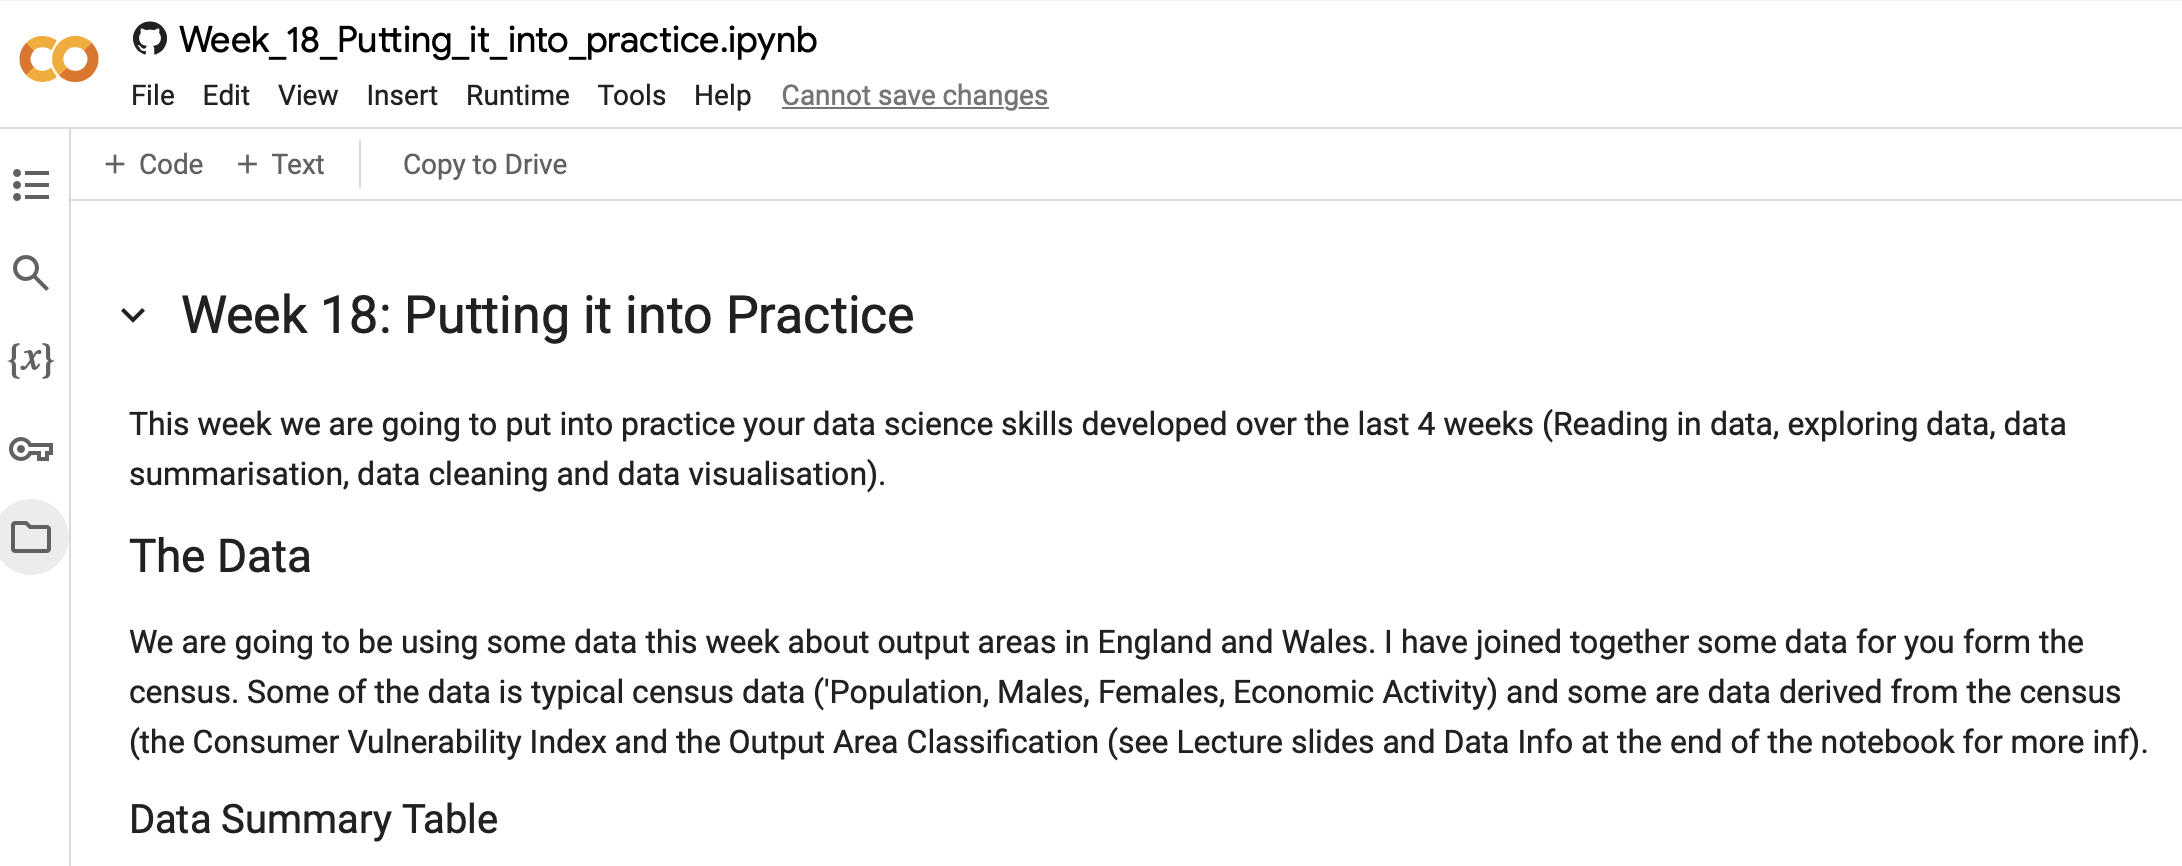 Week_18_Putting_it_into_practice.ipynb
File Edit View Insert Runtime Tools Help Cannot save changes
+ Code + Text Copy to Drive
Week 18: Putting it into Practice
{x}
This week we are going to put into practice your data science skills developed over the last 4 weeks (Reading in data, exploring data, data
summarisation, data cleaning and data visualisation).
The Data
We are going to be using some data this week about output areas in England and Wales. I have joined together some data for you form the
census. Some of the data is typical census data ('Population, Males, Females, Economic Activity) and some are data derived from the census
(the Consumer Vulnerability Index and the Output Area Classification (see Lecture slides and Data Info at the end of the notebook for more inf).
Data Summary Table